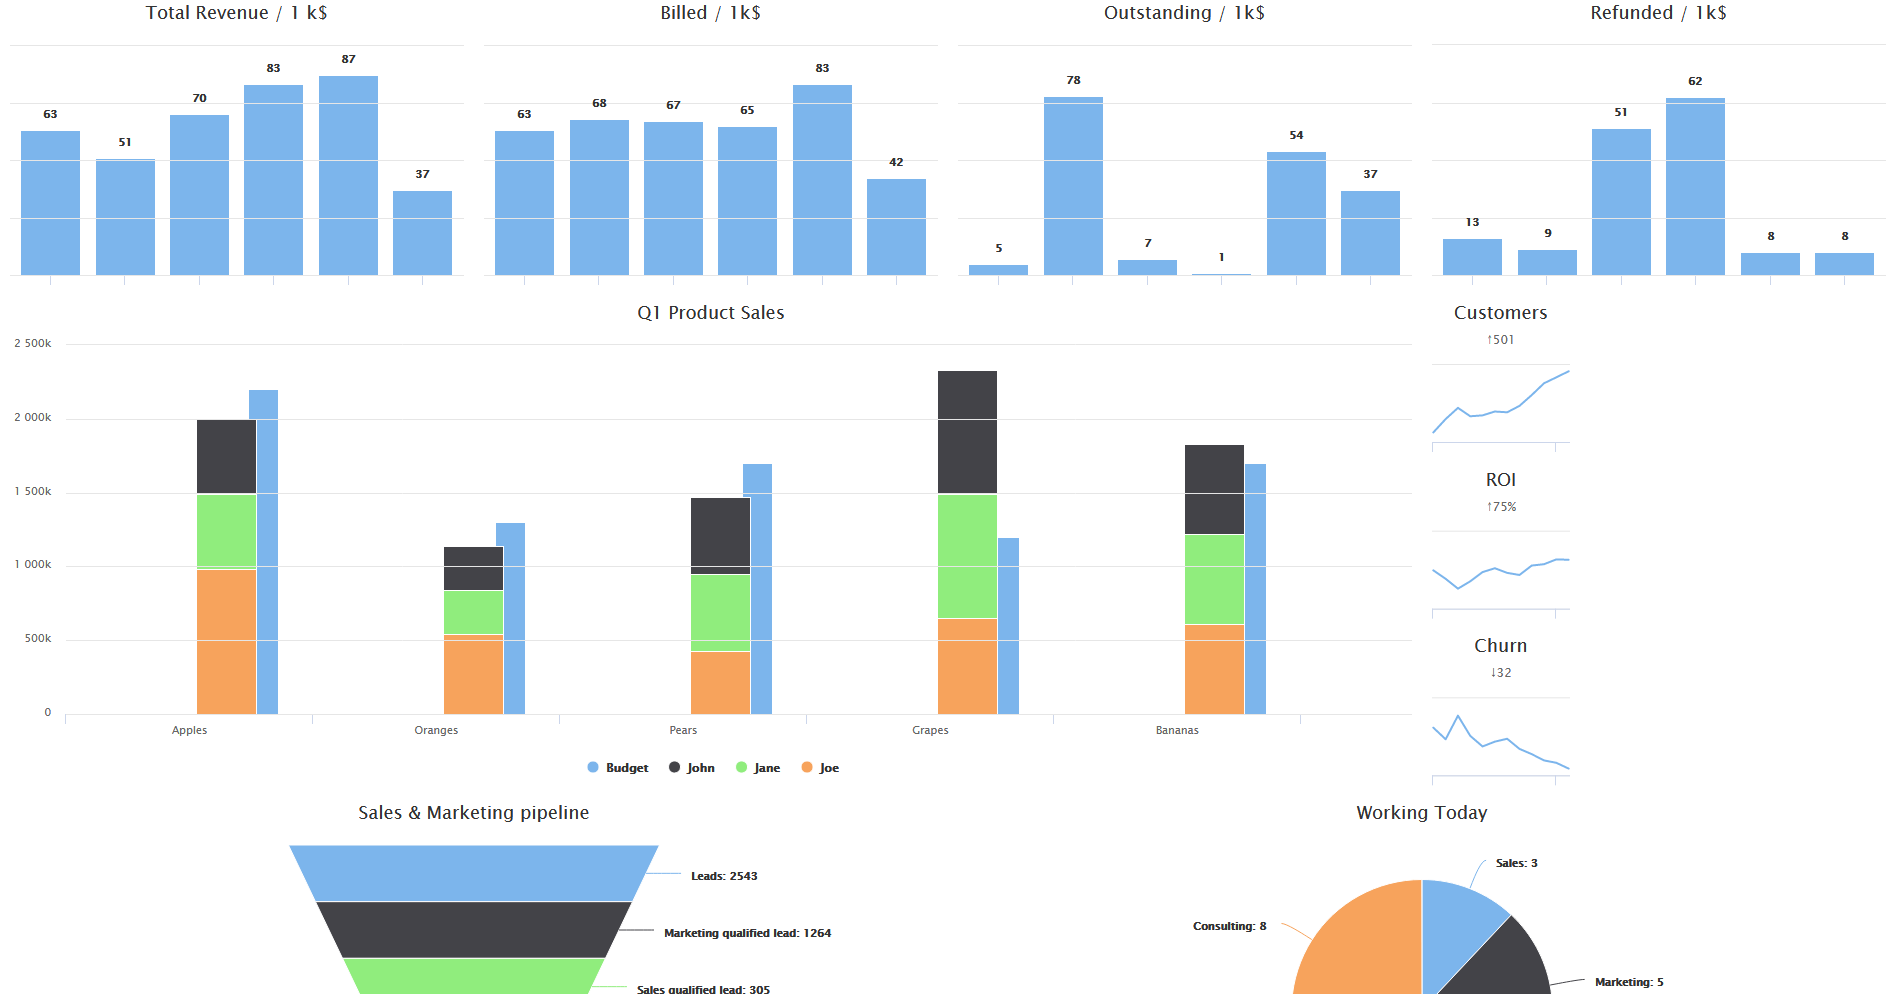 Total Revenue / 1 k$
63
51
70
83
87
37
Billed / 1k$
63
68
67
65
83
42
Outstanding / 1k$
5
78
7
1
54
37
Refunded / 1k$
13
9
51
62
8
8
Q1 Product Sales
2 500k
2 000k
1 500k
1 000k
500k
0
Apples
Oranges
Pears
Grapes
Bananas
Budget
John
Jane
Joe
Customers
↑501
ROI
↑75%
Churn
↓32
Sales & Marketing pipeline
Leads: 2543
Marketing qualified lead: 1264
Sales qualified lead: 305
Working Today
Sales: 3
Consulting: 8
Marketing: 5